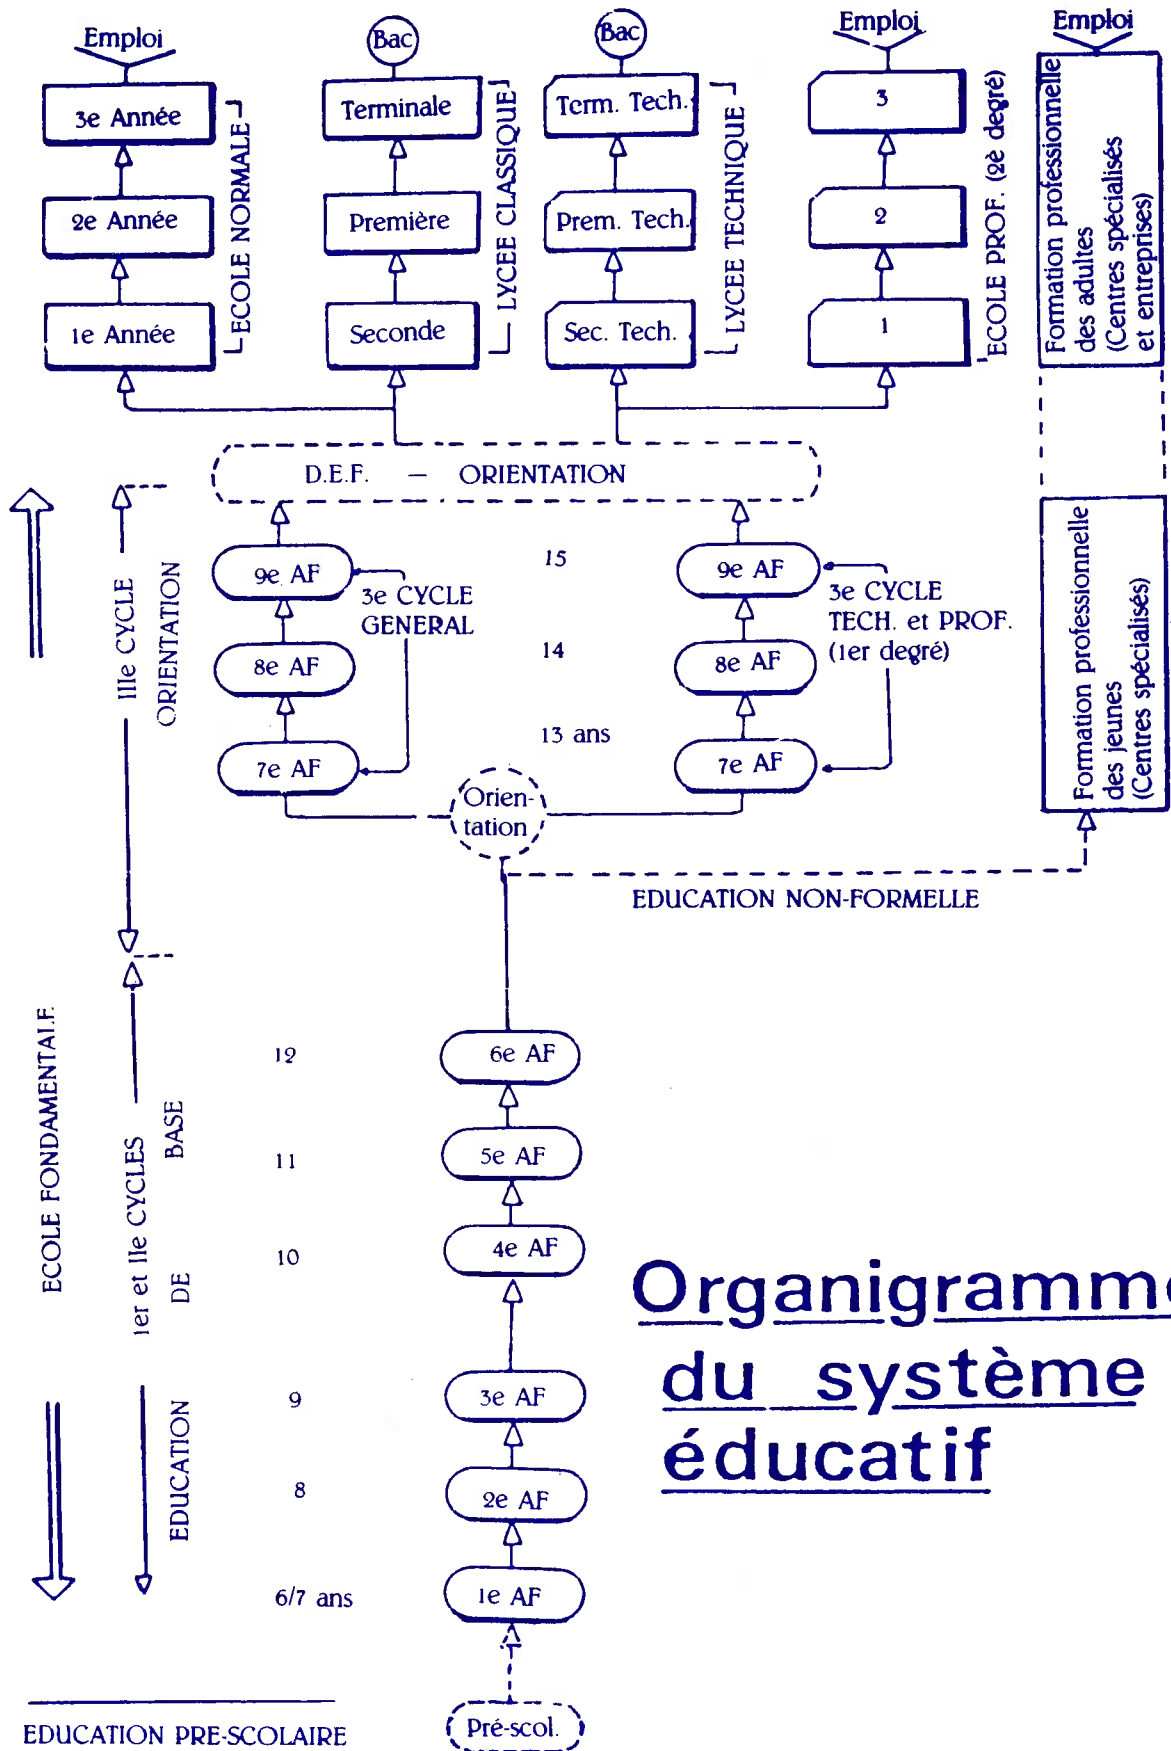 Emploi
Bac
Bac
Emploi
Emploi
3e Année
Terminale
Term. Tech.
3
2e Année
Première
Prem. Tech.
2
1e Année
Seconde
Sec. Tech.
1
ECOLE NORMALE
LYCEE CLASSIQUE
LYCEE TECHNIQUE
ECOLE PROF. (2è degré)
Formation professionnelle
des adultes
(Centres spécialisés
et entreprises)
D.E.F. — ORIENTATION
9e AF
15
9e AF
3e CYCLE
GENERAL
3e CYCLE
TECH. et PROF.
(1er degré)
8e AF
14
8e AF
13 ans
7e AF
7e AF
Orien-
tation
IIIe CYCLE
ORIENTATION
Formation professionnelle
des jeunes
(Centres spécialisés)
EDUCATION NON-FORMELLE
ECOLE FONDAMENTALE
1er et IIe CYCLES
EDUCATION DE BASE
12
6e AF
11
5e AF
10
4e AF
9
3e AF
8
2e AF
6/7 ans
1e AF
Organigramme
du système
éducatif
EDUCATION PRE-SCOLAIRE
Pré-scol.